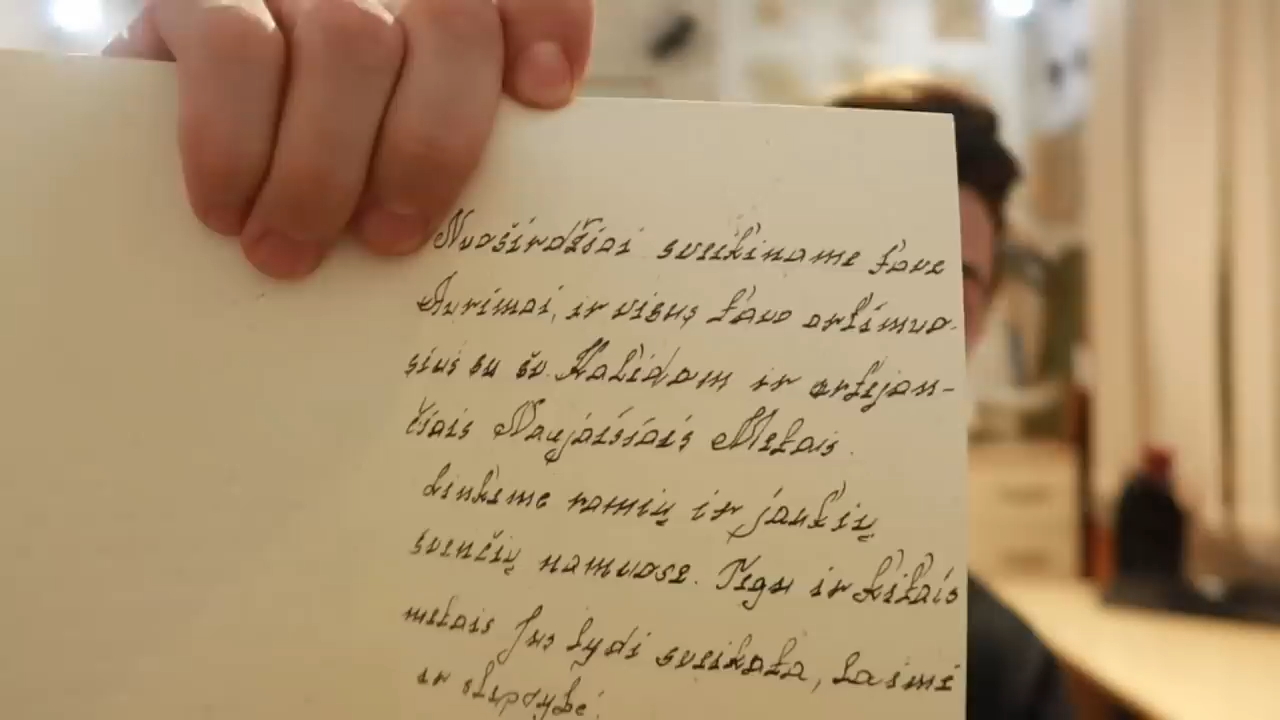 Nuoširdžiai sveikiname tave
Aurimai, ir visus tavo artimuo-
sius su šv. Kalėdom ir artėjan-
čiais Naujaisiais Metais.
Linkime ramių ir jaukių
švenčių namuose. Tegu ir kitais
metais Jus lydi sveikata, laimė
ir